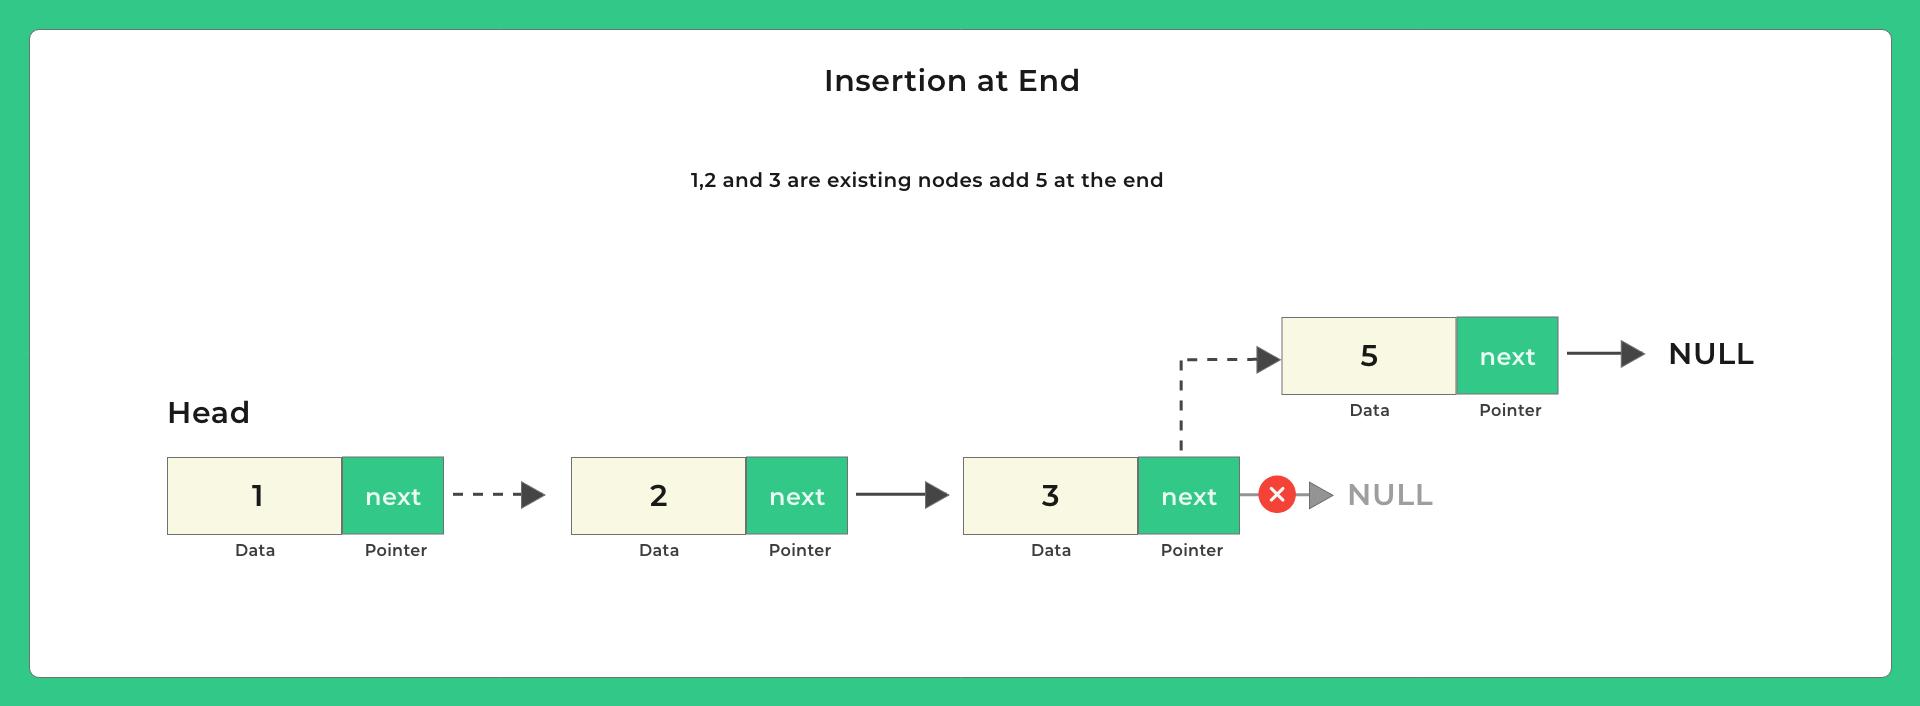 Insertion at End
1,2 and 3 are existing nodes add 5 at the end
5 next NULL
Data Pointer
Head
1 next 2 next 3 next NULL
Data Pointer Data Pointer Data Pointer